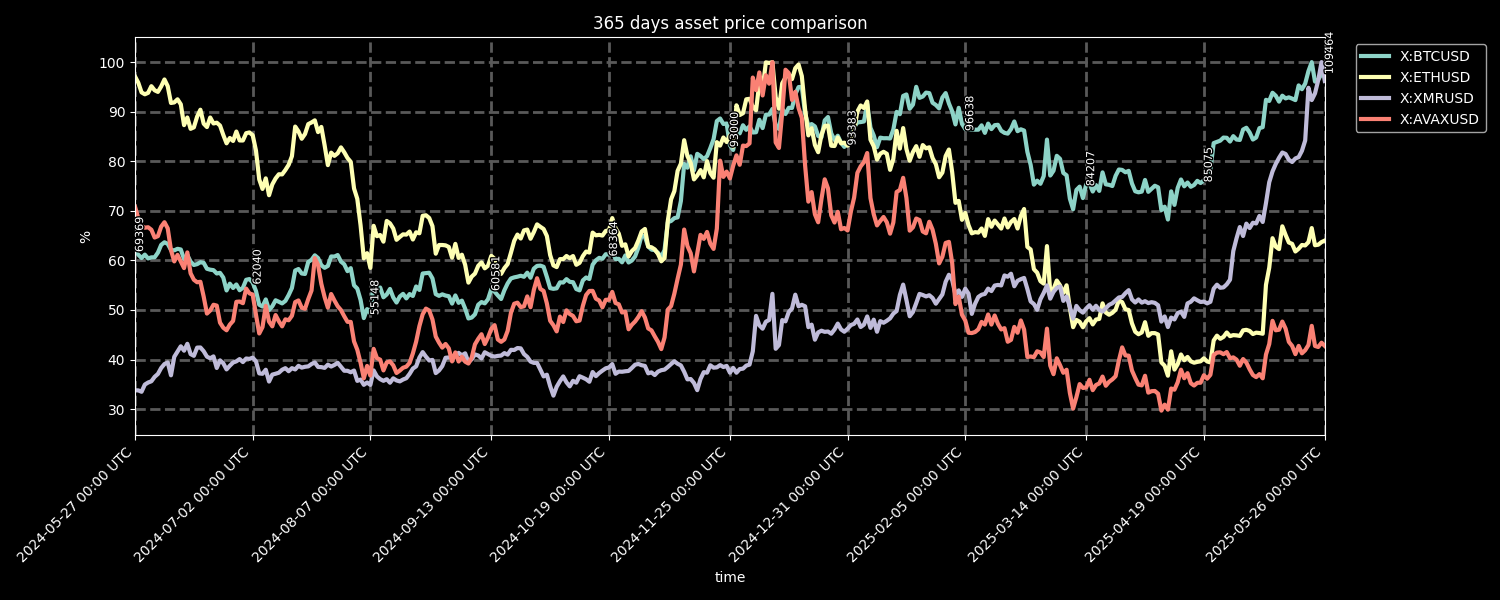 365 days asset price comparison
X:BTCUSD
X:ETHUSD
X:XMRUSD
X:AVAXUSD
%
100
90
80
70
60
50
40
30
69369
62040
55148
60581
68364
93000
93383
96638
84207
85075
109464
2024-05-27 00:00 UTC
2024-07-02 00:00 UTC
2024-08-07 00:00 UTC
2024-09-13 00:00 UTC
2024-10-19 00:00 UTC
2024-11-25 00:00 UTC
2024-12-31 00:00 UTC
2025-02-05 00:00 UTC
2025-03-14 00:00 UTC
2025-04-19 00:00 UTC
2025-05-26 00:00 UTC
time